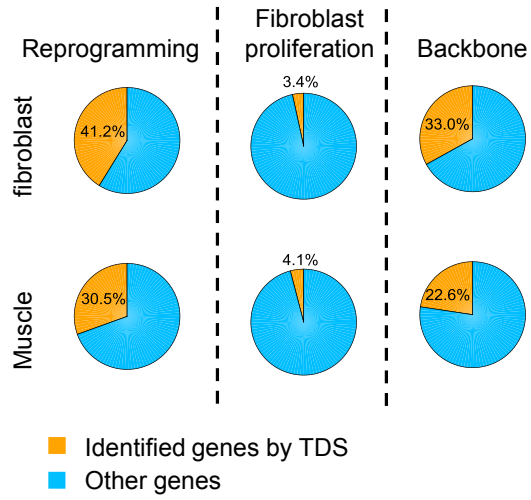 Reprogramming
Fibroblast
proliferation
Backbone
fibroblast
41.2%
3.4%
33.0%
Muscle
30.5%
4.1%
22.6%
Identified genes by TDS
Other genes